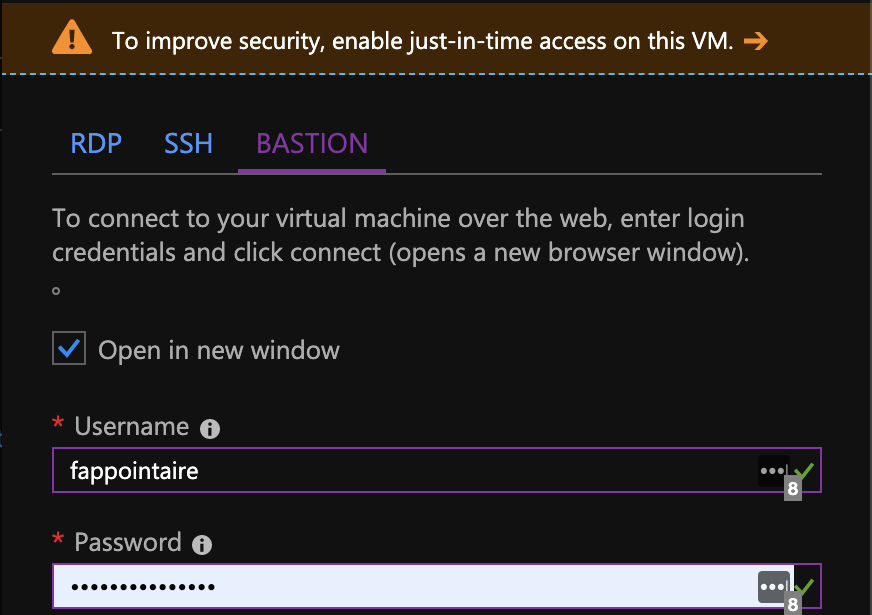 To improve security, enable just-in-time access on this VM. →
RDP SSH BASTION
To connect to your virtual machine over the web, enter login
credentials and click connect (opens a new browser window).
Open in new window
* Username
fappointaire
8
* Password
•••••••••••••••
8